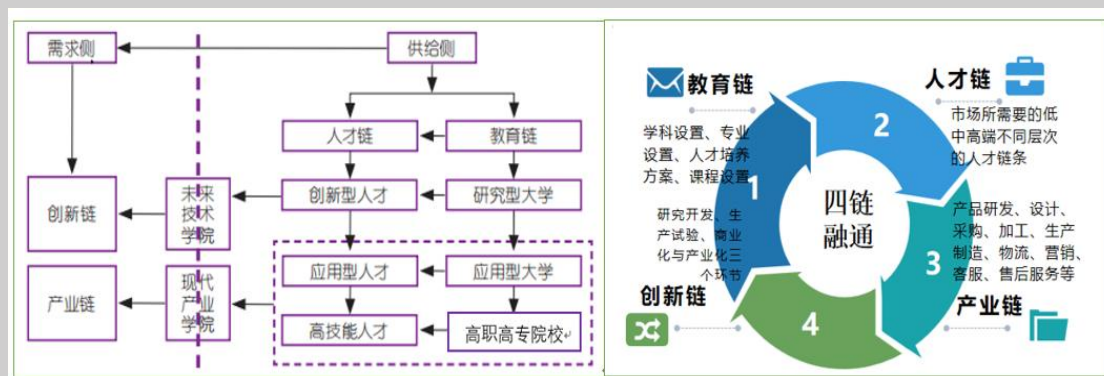 需求侧
供给侧
人才链
教育链
创新链
未来
技术
学院
创新型人才
研究型大学
产业链
现代
产业
学院
应用型人才
应用型大学
高技能人才
高职高专院校
教育链
学科设置、专业
设置、人才培养
方案、课程设置
1
2
人才链
市场所需要的低
中高端不同层次
的人才链条
四链
融通
研究开发、生
产试验、商业
化与产业化三
个环节
创新链
4
3
产品研发、设计、
采购、加工、生产
制造、物流、营销、
客服、售后服务等
产业链